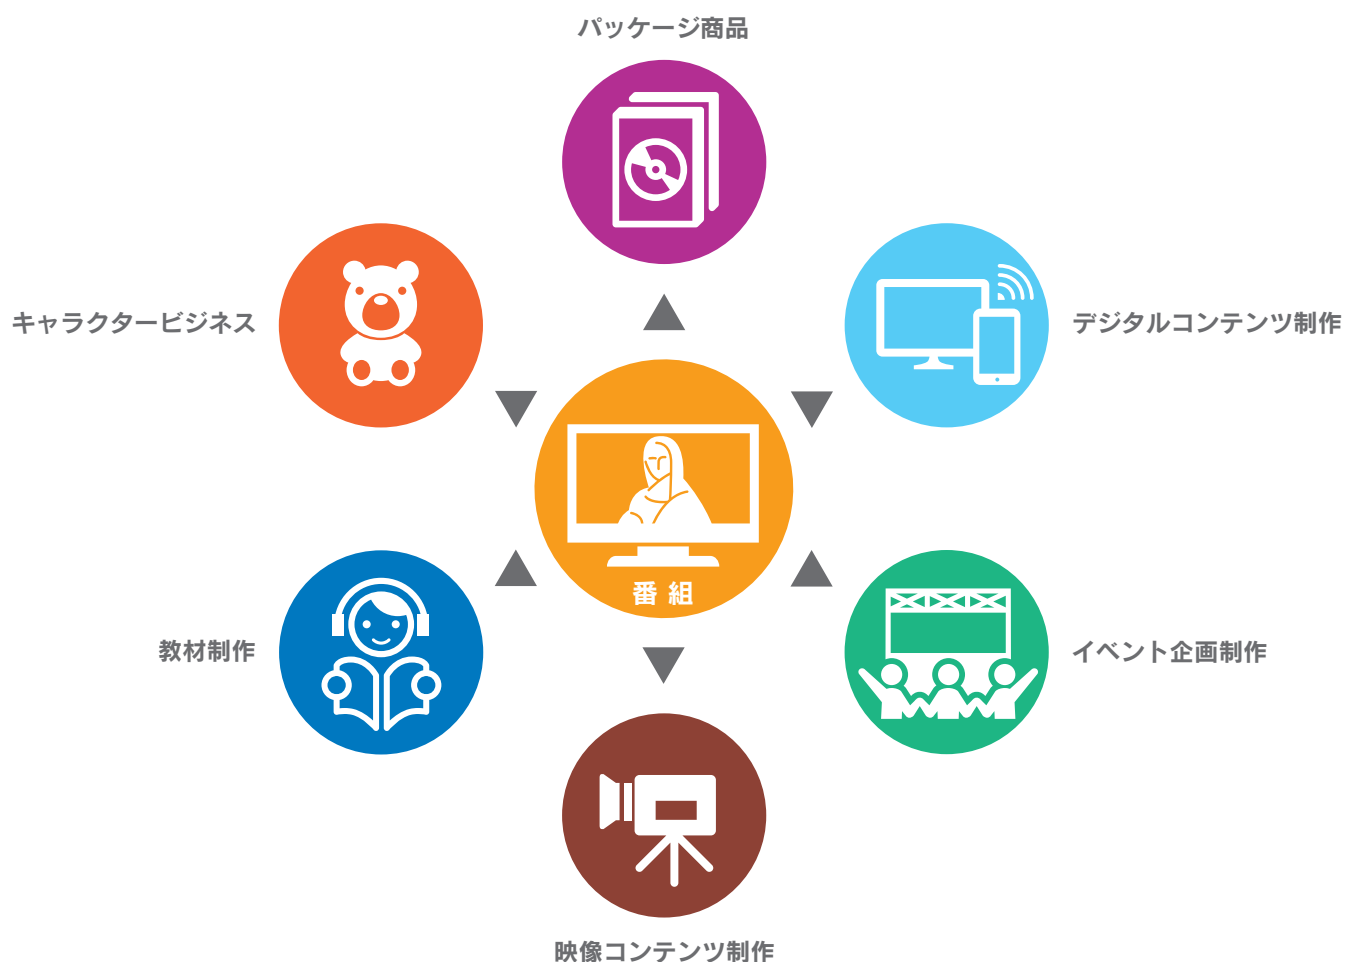 パッケージ商品
キャラクタービジネス
デジタルコンテンツ制作
番組
教材制作
イベント企画制作
映像コンテンツ制作